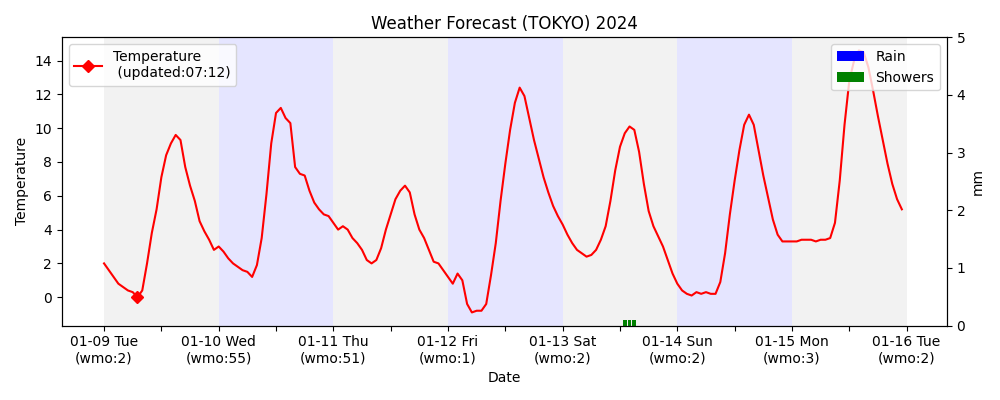 Weather Forecast (TOKYO) 2024
Temperature
(updated:07:12)
Rain
Showers
Temperature
14
12
10
8
6
4
2
0
5
4
3
2
1
0
mm
01-09 Tue
(wmo:2)
01-10 Wed
(wmo:55)
01-11 Thu
(wmo:51)
01-12 Fri
(wmo:1)
01-13 Sat
(wmo:2)
01-14 Sun
(wmo:2)
01-15 Mon
(wmo:3)
01-16 Tue
(wmo:2)
Date